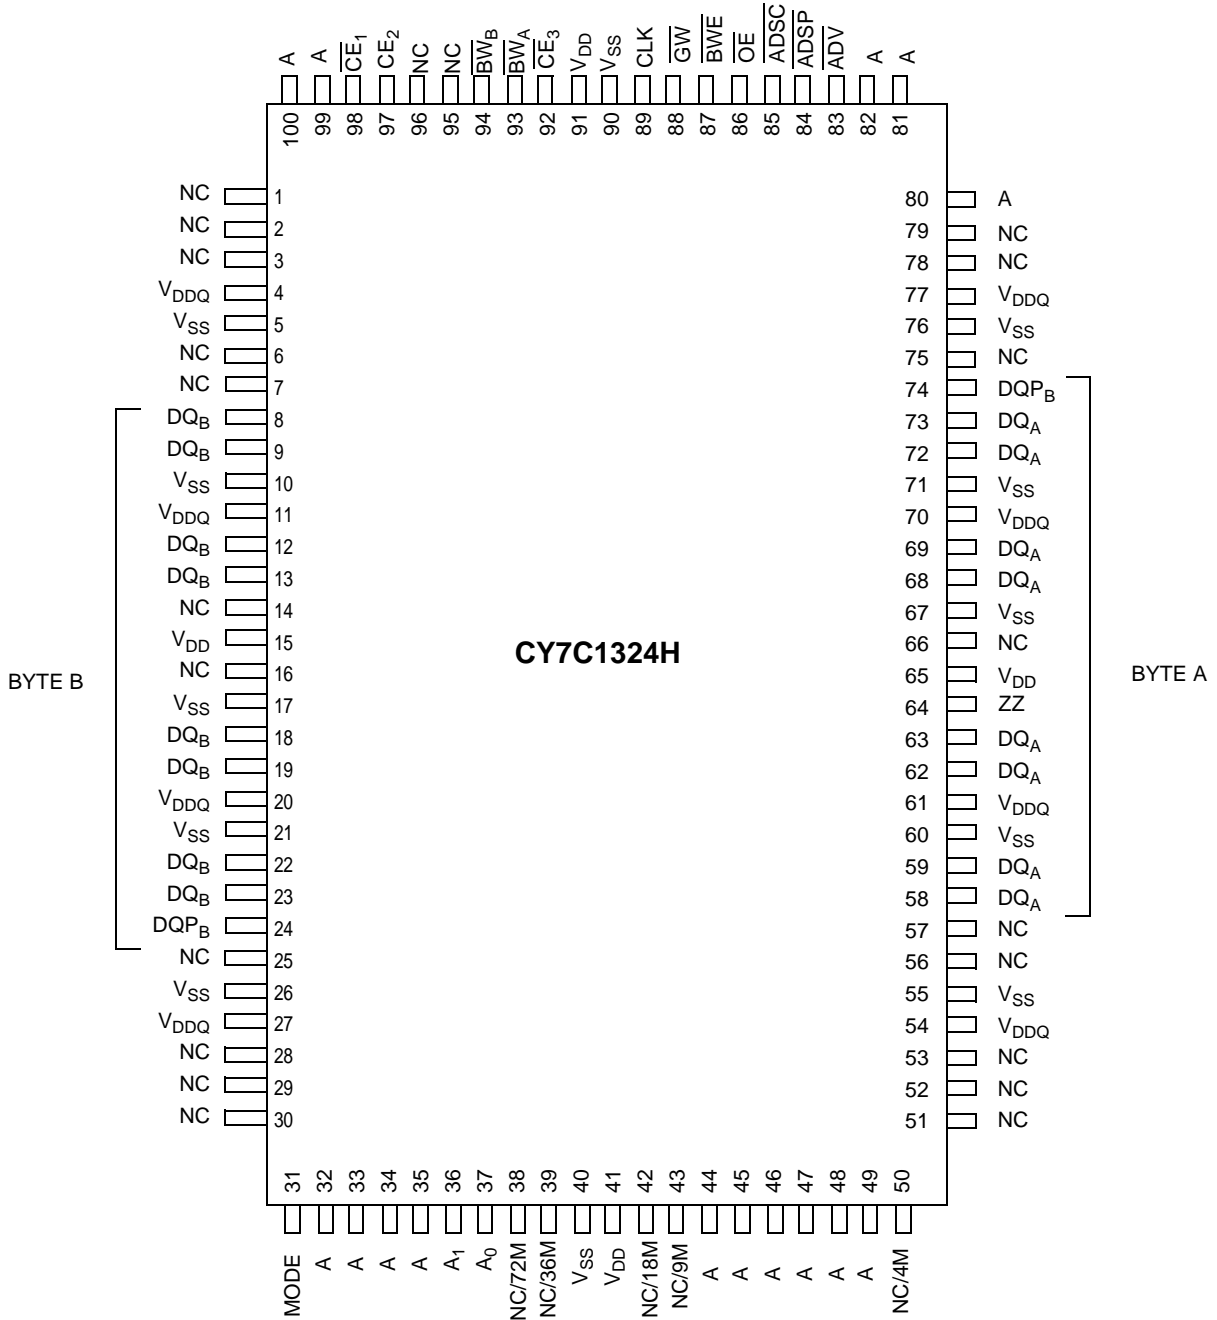 A A CE1 CE2 NC NC BWB BWA CE3 VDD VSS CLK GW BWE OE ADSC ADSP ADV A A
100 99 98 97 96 95 94 93 92 91 90 89 88 87 86 85 84 83 82 81
NC 1
NC 2
NC 3
VDDQ 4
VSS 5
NC 6
NC 7
DQB 8
DQB 9
VSS 10
VDDQ 11
DQB 12
DQB 13
NC 14
VDD 15
NC 16
VSS 17
DQB 18
DQB 19
VDDQ 20
VSS 21
DQB 22
DQB 23
DQPB 24
NC 25
VSS 26
VDDQ 27
NC 28
NC 29
NC 30
BYTE B
CY7C1324H
80 A
79 NC
78 NC
77 VDDQ
76 VSS
75 NC
74 DQPB
73 DQA
72 DQA
71 VSS
70 VDDQ
69 DQA
68 DQA
67 VSS
66 NC
65 VDD
64 ZZ
63 DQA
62 DQA
61 VDDQ
60 VSS
59 DQA
58 DQA
57 NC
56 NC
55 VSS
54 VDDQ
53 NC
52 NC
51 NC
BYTE A
31 32 33 34 35 36 37 38 39 40 41 42 43 44 45 46 47 48 49 50
MODE A A A A A1 A0 NC/72M NC/36M VSS VDD NC/18M NC/9M A A A A A A NC/4M